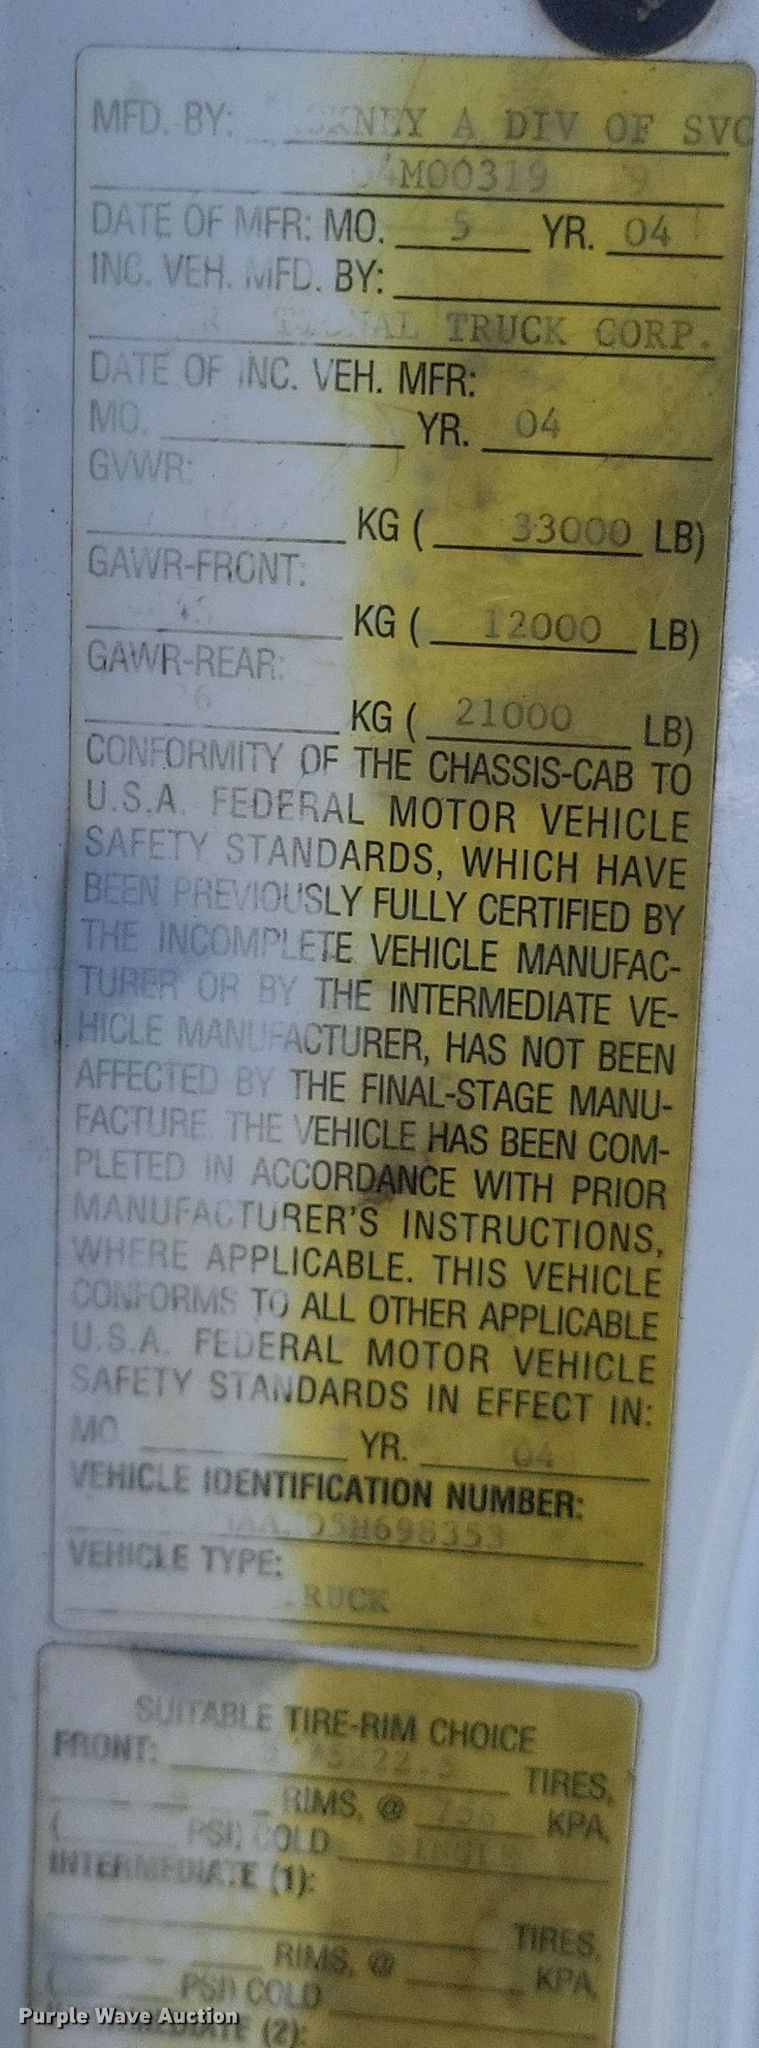 MFD. BY: A DIV OF SVC
M00319 9
DATE OF MFR: MO. 5 YR. 04
INC. VEH. MFD. BY:
TRUCK CORP.
DATE OF INC. VEH. MFR:
MO. YR. 04
GVWR:
KG ( 33000 LB)
GAWR-FRONT:
KG ( 12000 LB)
GAWR-REAR:
KG ( 21000 LB)
CONFORMITY OF THE CHASSIS-CAB TO
U.S.A. FEDERAL MOTOR VEHICLE
SAFETY STANDARDS, WHICH HAVE
BEEN PREVIOUSLY FULLY CERTIFIED BY
THE INCOMPLETE VEHICLE MANUFAC-
TURER OR BY THE INTERMEDIATE VE-
HICLE MANUFACTURER, HAS NOT BEEN
AFFECTED BY THE FINAL-STAGE MANU-
FACTURE THE VEHICLE HAS BEEN COM-
PLETED IN ACCORDANCE WITH PRIOR
MANUFACTURER'S INSTRUCTIONS,
WHERE APPLICABLE. THIS VEHICLE
CONFORMS TO ALL OTHER APPLICABLE
U.S.A. FEDERAL MOTOR VEHICLE
SAFETY STANDARDS IN EFFECT IN:
MO. YR. 04
VEHICLE IDENTIFICATION NUMBER:
55H698353
VEHICLE TYPE:
RUCK
SUITABLE TIRE-RIM CHOICE
FRONT: TIRES,
RIMS, @ KPA,
( PSI) COLD
INTERMEDIATE (1):
TIRES,
RIMS, @ KPA,
( PSI) COLD
(2):
Purple Wave Auction